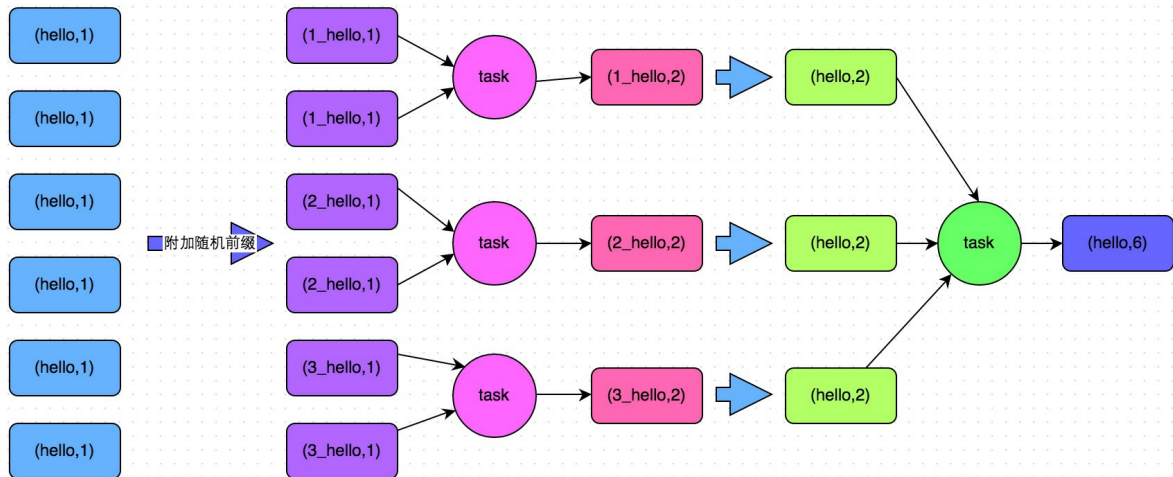 (hello,1)
(hello,1)
(hello,1)
(hello,1)
(hello,1)
(hello,1)
附加随机前缀
(1_hello,1)
(1_hello,1)
(2_hello,1)
(2_hello,1)
(3_hello,1)
(3_hello,1)
task
task
task
(1_hello,2)
(2_hello,2)
(3_hello,2)
(hello,2)
(hello,2)
(hello,2)
task
(hello,6)